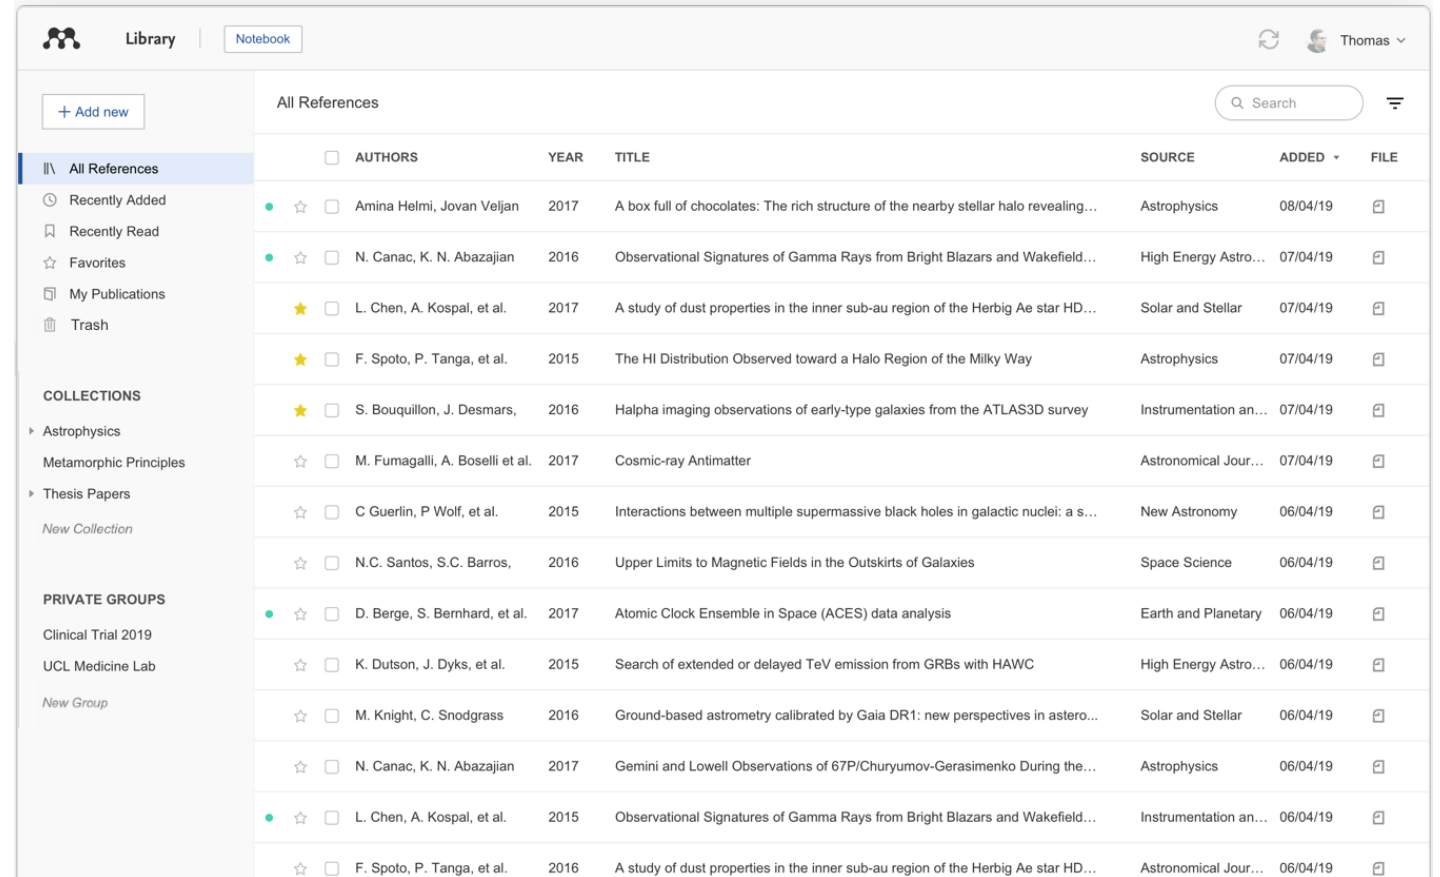 Library
Notebook
Thomas
+ Add new
All References
Recently Added
Recently Read
Favorites
My Publications
Trash
COLLECTIONS
Astrophysics
Metamorphic Principles
Thesis Papers
New Collection
PRIVATE GROUPS
Clinical Trial 2019
UCL Medicine Lab
New Group
All References
Search
AUTHORS YEAR TITLE SOURCE ADDED FILE
Amina Helmi, Jovan Veljan 2017 A box full of chocolates: The rich structure of the nearby stellar halo revealing... Astrophysics 08/04/19
N. Canac, K. N. Abazajian 2016 Observational Signatures of Gamma Rays from Bright Blazars and Wakefield... High Energy Astro... 07/04/19
L. Chen, A. Kospal, et al. 2017 A study of dust properties in the inner sub-au region of the Herbig Ae star HD... Solar and Stellar 07/04/19
F. Spoto, P. Tanga, et al. 2015 The HI Distribution Observed toward a Halo Region of the Milky Way Astrophysics 07/04/19
S. Bouquillon, J. Desmars, 2016 Halpha imaging observations of early-type galaxies from the ATLAS3D survey Instrumentation an... 07/04/19
M. Fumagalli, A. Boselli et al. 2017 Cosmic-ray Antimatter Astronomical Jour... 07/04/19
C Guerlin, P Wolf, et al. 2015 Interactions between multiple supermassive black holes in galactic nuclei: a s... New Astronomy 06/04/19
N.C. Santos, S.C. Barros, 2016 Upper Limits to Magnetic Fields in the Outskirts of Galaxies Space Science 06/04/19
D. Berge, S. Bernhard, et al. 2017 Atomic Clock Ensemble in Space (ACES) data analysis Earth and Planetary 06/04/19
K. Dutson, J. Dyks, et al. 2015 Search of extended or delayed TeV emission from GRBs with HAWC High Energy Astro... 06/04/19
M. Knight, C. Snodgrass 2016 Ground-based astrometry calibrated by Gaia DR1: new perspectives in astero... Solar and Stellar 06/04/19
N. Canac, K. N. Abazajian 2017 Gemini and Lowell Observations of 67P/Churyumov-Gerasimenko During the... Astrophysics 06/04/19
L. Chen, A. Kospal, et al. 2015 Observational Signatures of Gamma Rays from Bright Blazars and Wakefield... Instrumentation an... 06/04/19
F. Spoto, P. Tanga, et al. 2016 A study of dust properties in the inner sub-au region of the Herbig Ae star HD... Astronomical Jour... 06/04/19